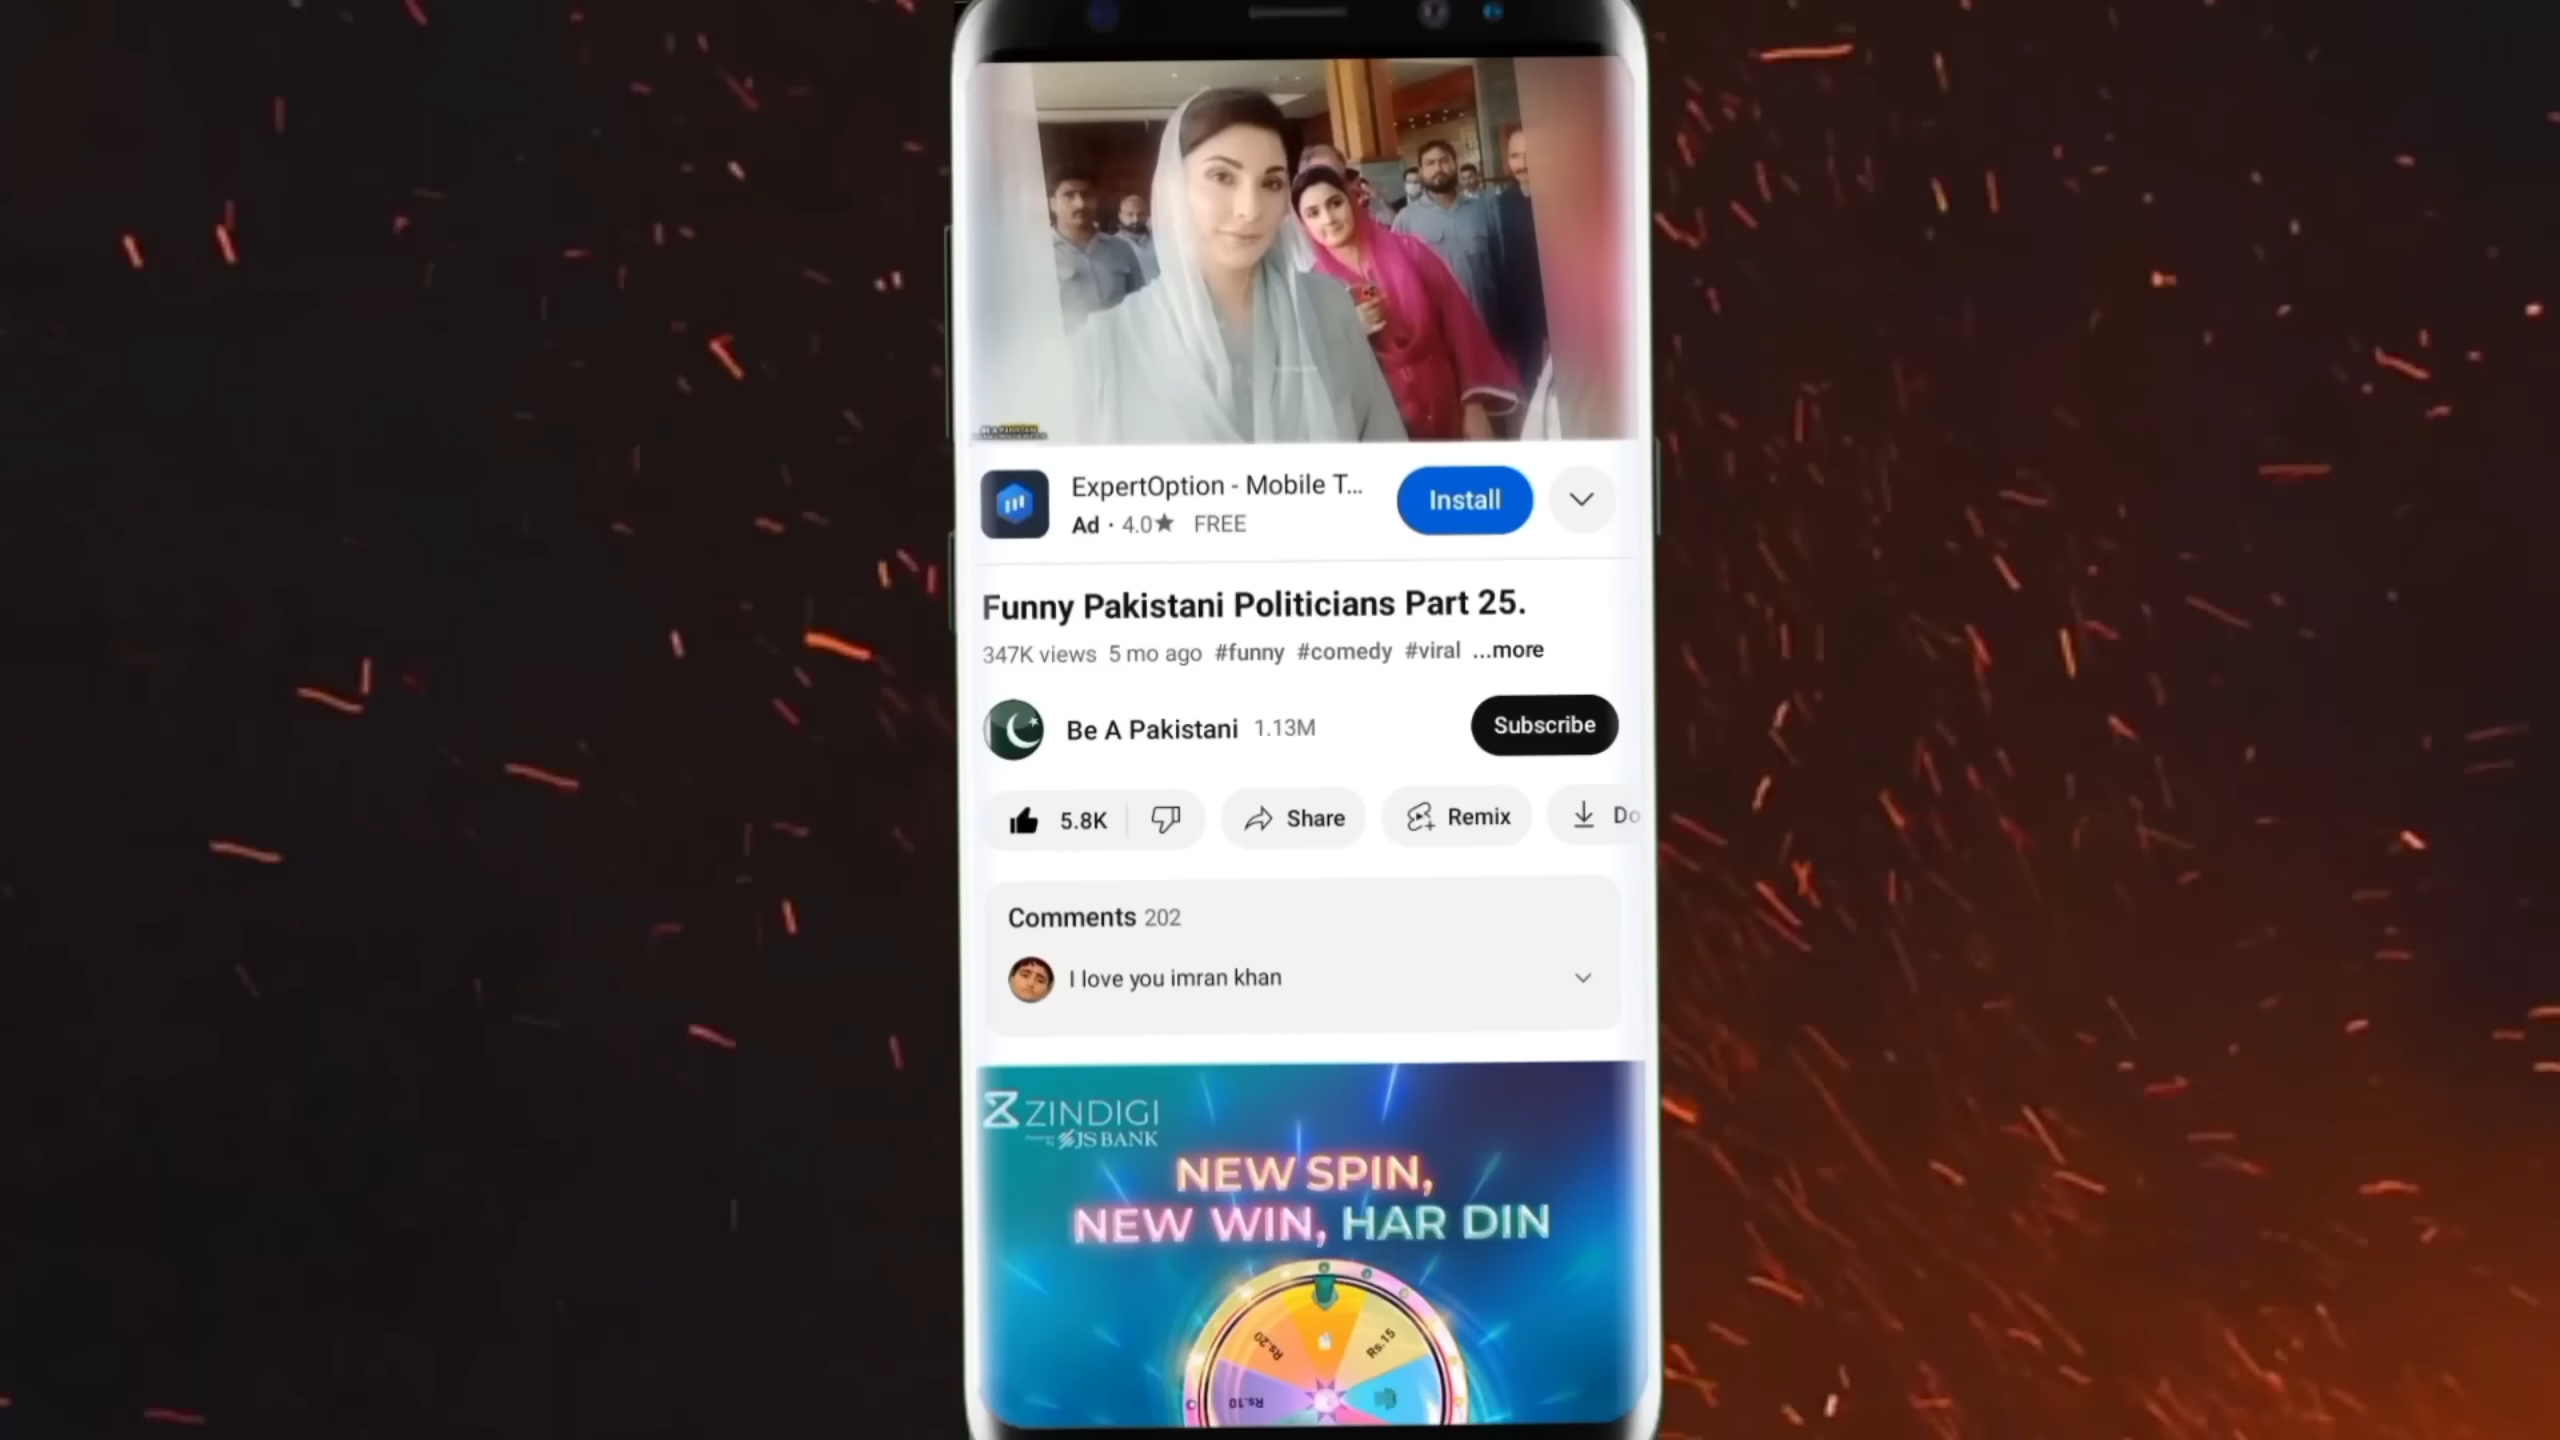 BE A PAKISTANI
ExpertOption - Mobile T...
Install
Ad · 4.0★ FREE
Funny Pakistani Politicians Part 25.
347K views 5 mo ago #funny #comedy #viral ...more
Be A Pakistani 1.13M
Subscribe
5.8K
Share
Remix
Do
Comments 202
I love you imran khan
ZINDIGI
JS BANK
NEW SPIN,
NEW WIN, HAR DIN
Rs.20
Rs.15
Rs.10